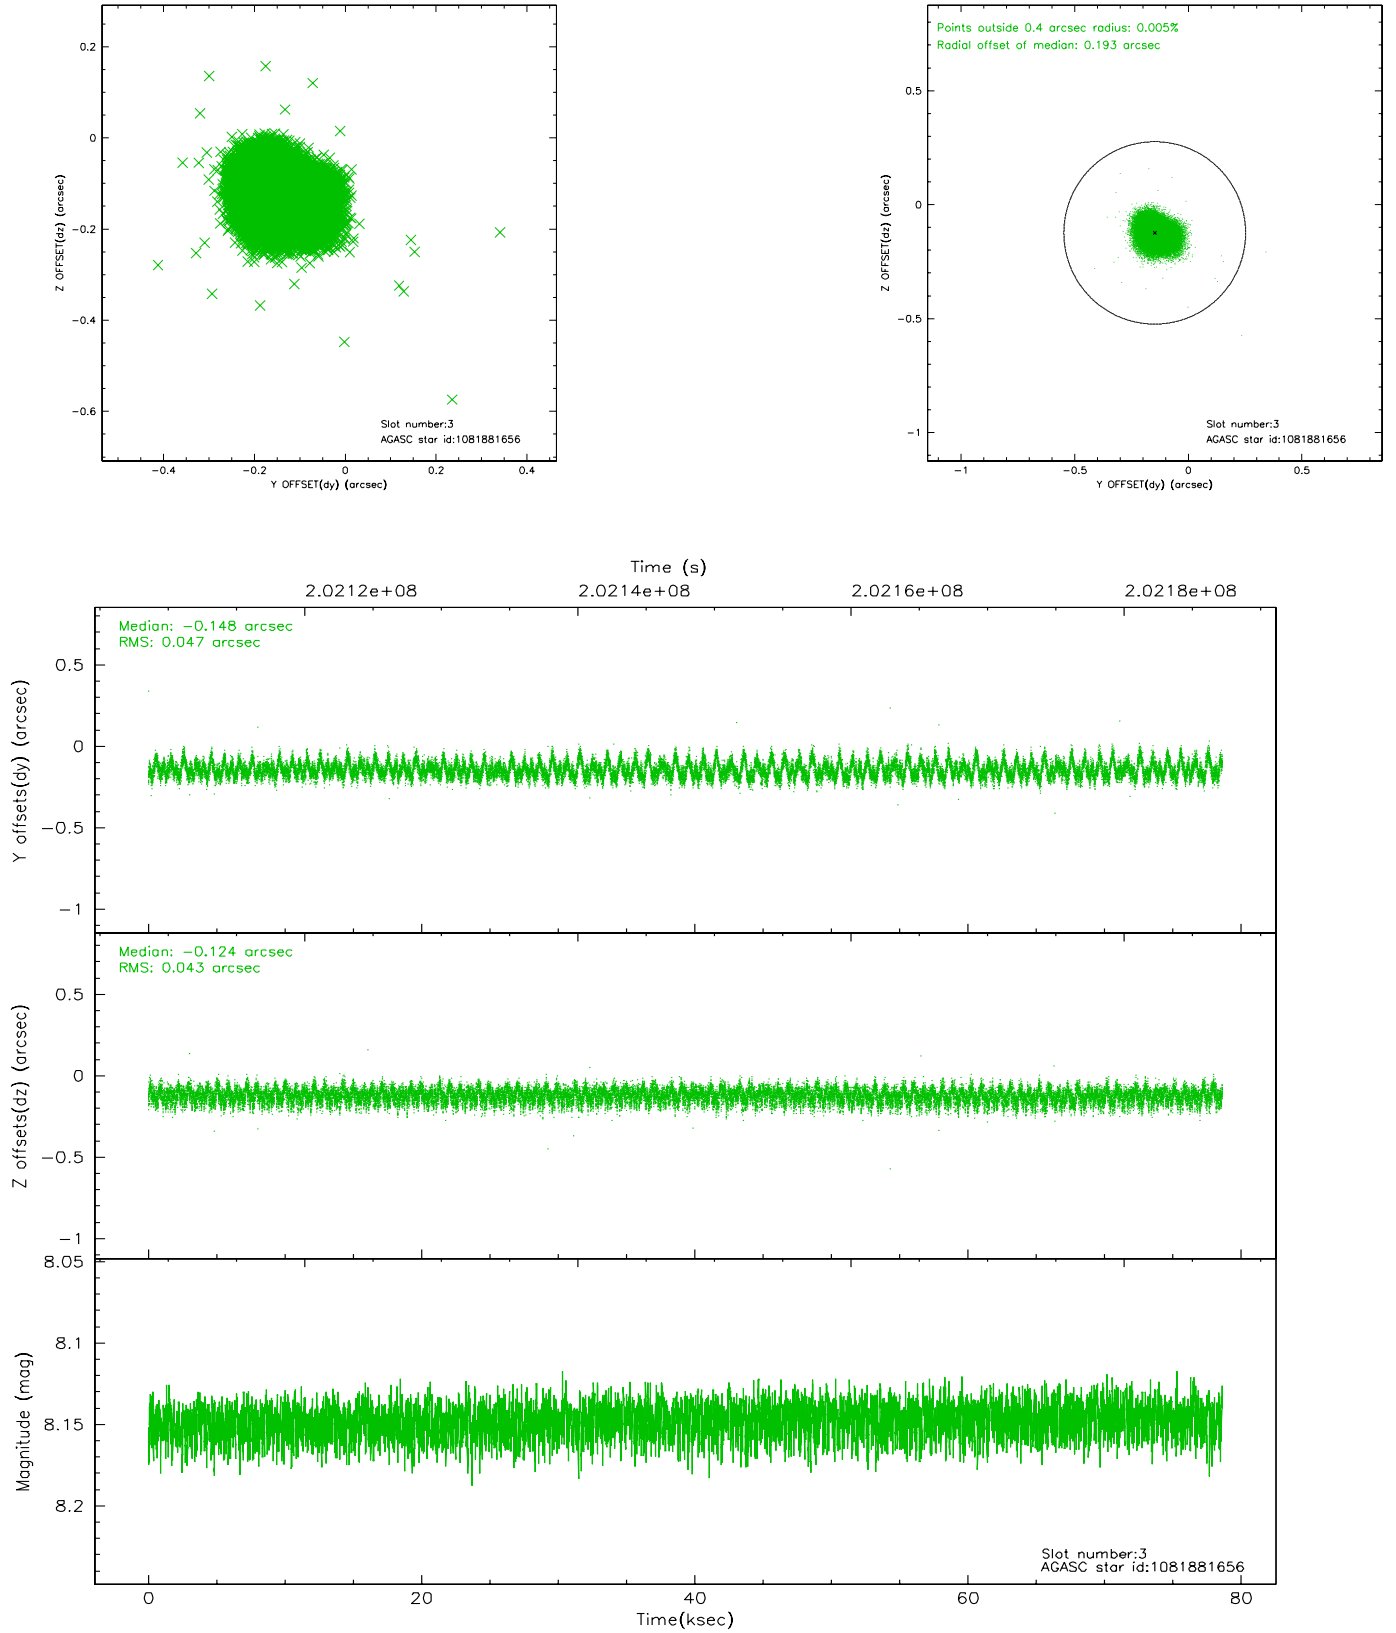 0.2
0
−0.2
−0.4
−0.6
Z OFFSET(dz) (arcsec)
Slot number:3
AGASC star id:1081881656
−0.4
−0.2
0
0.2
0.4
Y OFFSET(dy) (arcsec)
Points outside 0.4 arcsec radius: 0.005%
Radial offset of median: 0.193 arcsec
0.5
0
−0.5
−1
Z OFFSET(dz) (arcsec)
Slot number:3
AGASC star id:1081881656
−1
−0.5
0
0.5
Y OFFSET(dy) (arcsec)
Time (s)
2.0212e+08
2.0214e+08
2.0216e+08
2.0218e+08
Median: −0.148 arcsec
RMS: 0.047 arcsec
0.5
0
−0.5
−1
Y offsets(dy) (arcsec)
Median: −0.124 arcsec
RMS: 0.043 arcsec
0.5
0
−0.5
−1
Z offsets(dz) (arcsec)
8.05
8.1
8.15
8.2
Magnitude (mag)
Slot number:3
AGASC star id:1081881656
0
20
40
60
80
Time(ksec)